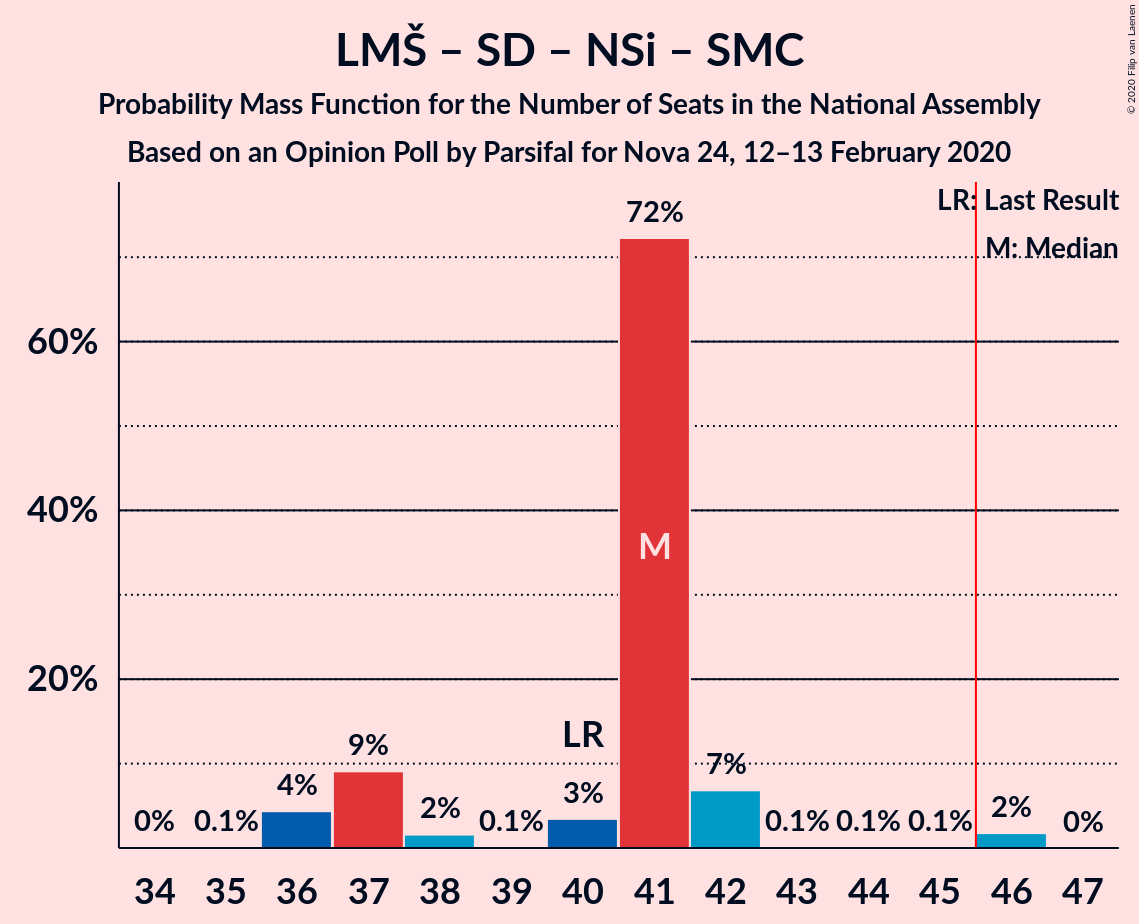 LMŠ – SD – NSi – SMC
Probability Mass Function for the Number of Seats in the National Assembly
Based on an Opinion Poll by Parsifal for Nova 24, 12–13 February 2020
© 2020 Filip van Laenen
LR: Last Result
M: Median
60%
40%
20%
0%
0.1%
4%
9%
2%
0.1%
LR
3%
72%
M
7%
0.1%
0.1%
0.1%
2%
0%
34 35 36 37 38 39 40 41 42 43 44 45 46 47